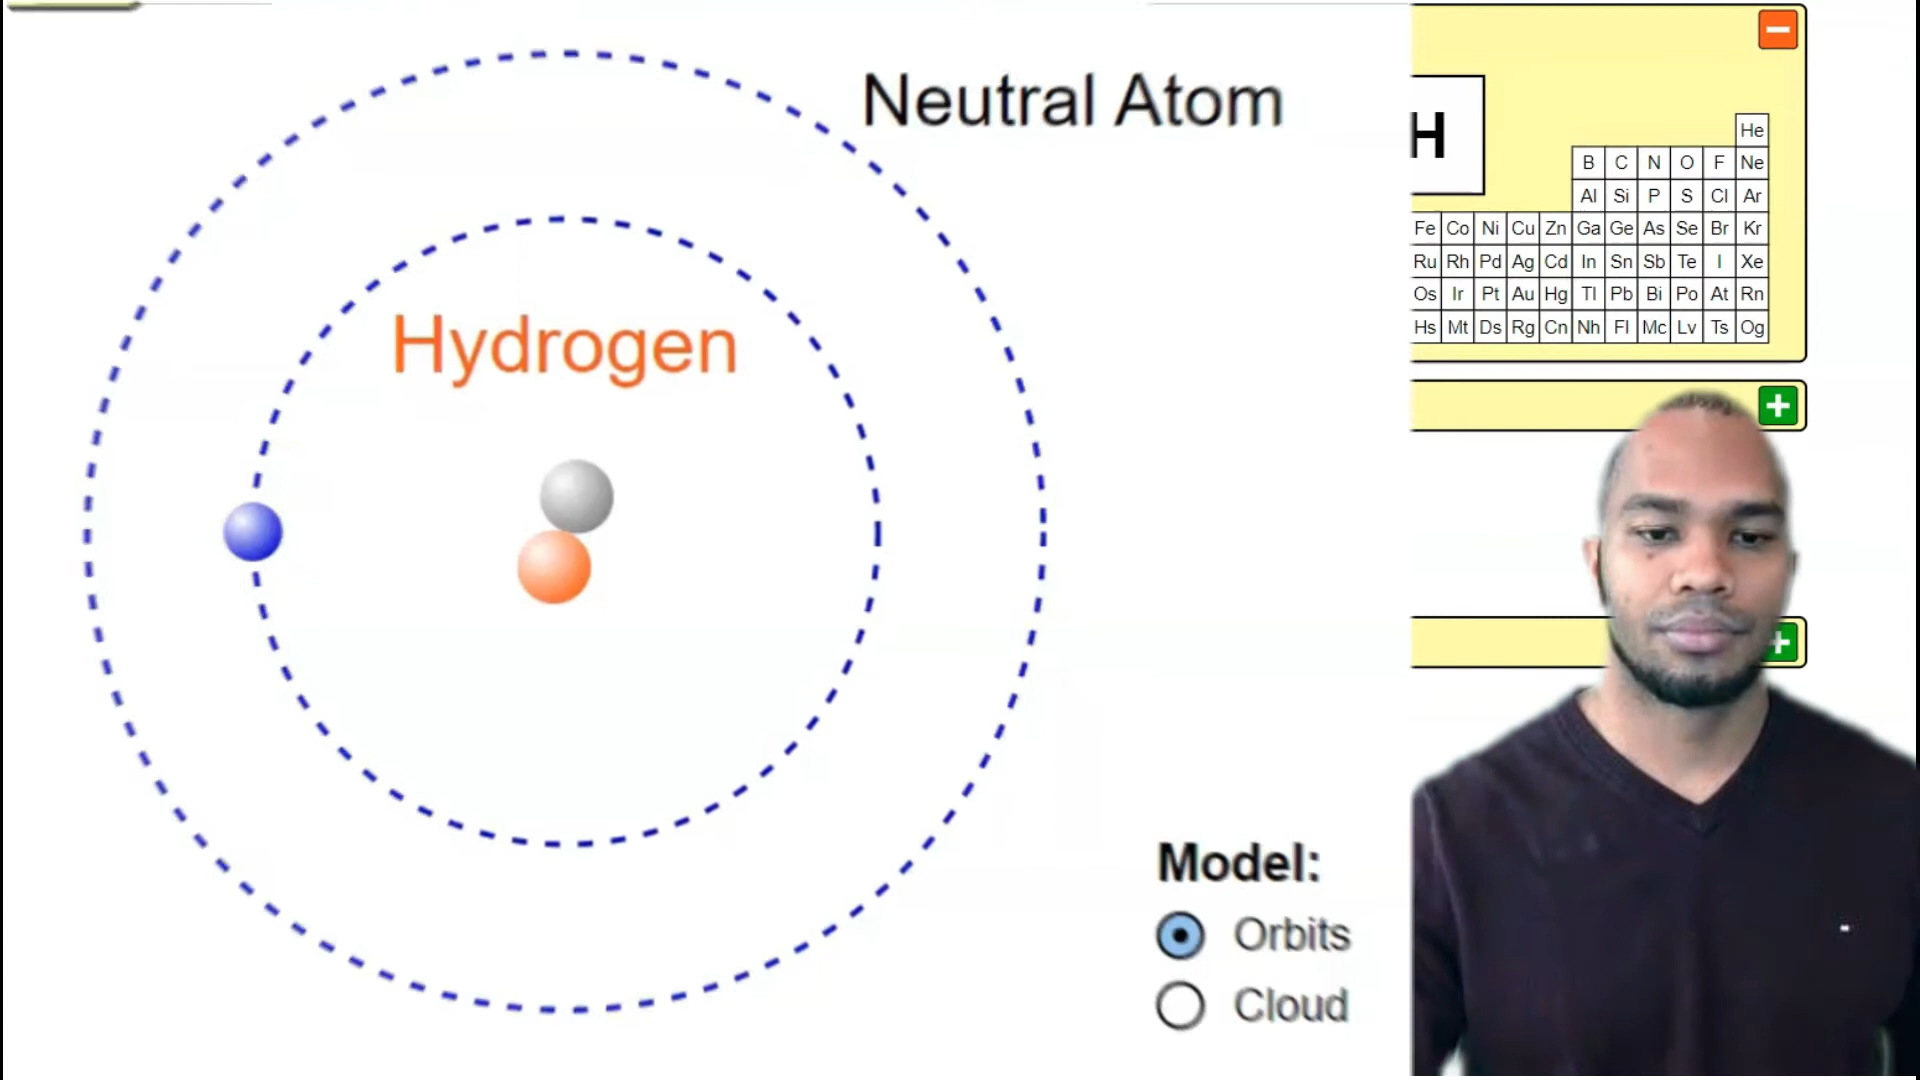 Neutral Atom
Hydrogen
Model:
Orbits
Cloud
H
He
B C N O F Ne
Al Si P S Cl Ar
Fe Co Ni Cu Zn Ga Ge As Se Br Kr
Ru Rh Pd Ag Cd In Sn Sb Te I Xe
Os Ir Pt Au Hg Tl Pb Bi Po At Rn
Hs Mt Ds Rg Cn Nh Fl Mc Lv Ts Og